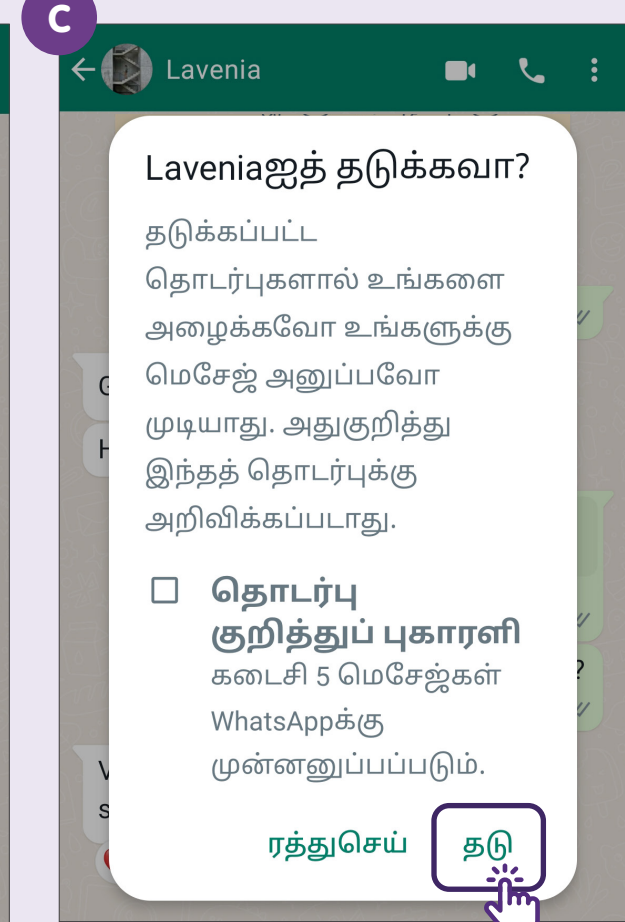 C
Lavenia
Laveniaஐத் தடுக்கவா?
தடுக்கப்பட்ட
தொடர்புகளால் உங்களை
அழைக்கவோ உங்களுக்கு
மெசேஜ் அனுப்பவோ
முடியாது. அதுகுறித்து
இந்தத் தொடர்புக்கு
அறிவிக்கப்படாது.
தொடர்பு
குறித்துப் புகாரளி
கடைசி 5 மெசேஜ்கள்
WhatsAppக்கு
முன்னனுப்பப்படும்.
ரத்துசெய் தடு